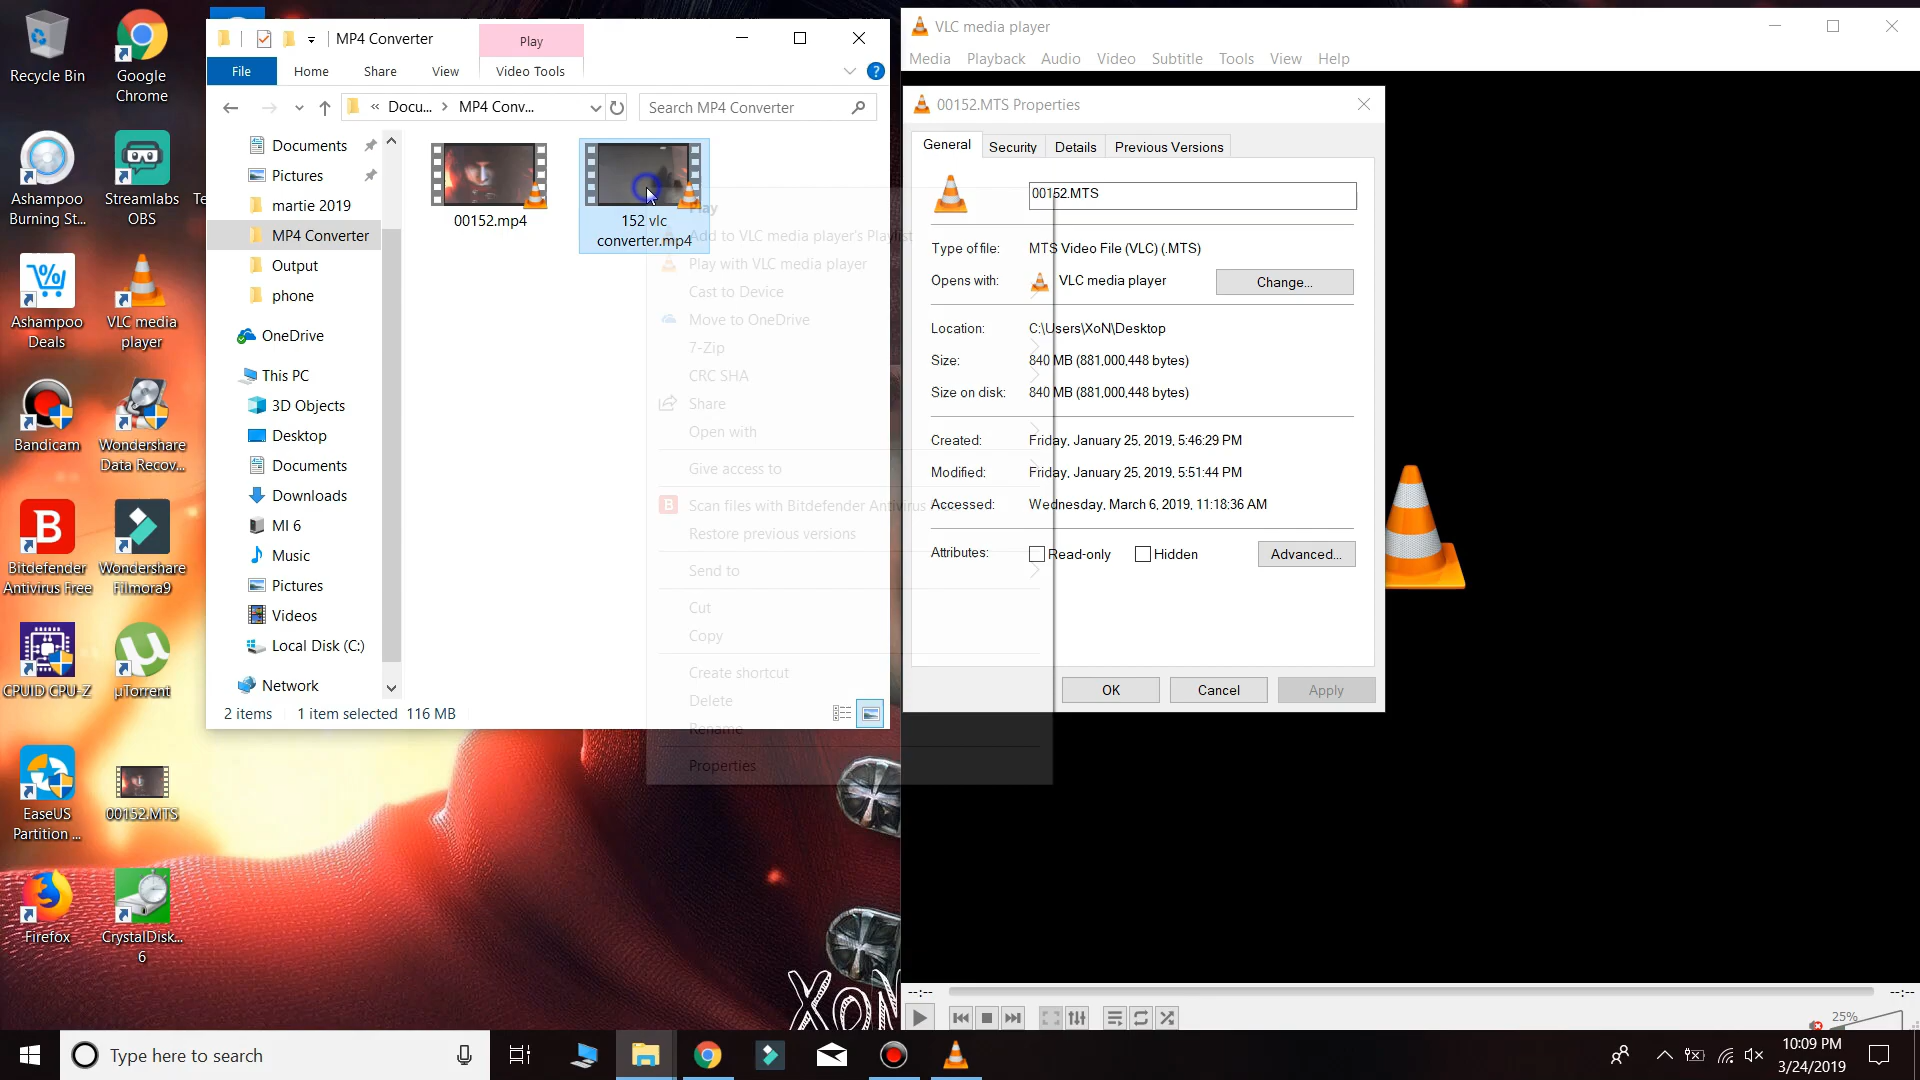 Recycle Bin
Google
Chrome
Ashampoo
Burning St...
Streamlabs
OBS
Te
Ashampoo
Deals
VLC media
player
Bandicam
Wondershare
Data Recov...
Bitdefender
Antivirus Free
Wondershare
Filmora9
CPUID CPU-Z
µTorrent
EaseUS
Partition ...
00152.MTS
Firefox
CrystalDisk...
6
MP4 Converter
Play
File
Home
Share
View
Video Tools
« Docu... > MP4 Conv...
Search MP4 Converter
Documents
Pictures
martie 2019
MP4 Converter
Output
phone
OneDrive
This PC
3D Objects
Desktop
Documents
Downloads
MI 6
Music
Pictures
Videos
Local Disk (C:)
Network
00152.mp4
152 vlc
converter.mp4
2 items
1 item selected 116 MB
Play
Add to VLC media player's Playlist
Play with VLC media player
Cast to Device
Move to OneDrive
7-Zip
CRC SHA
Share
Open with
Give access to
Scan files with Bitdefender Antivirus
Restore previous versions
Send to
Cut
Copy
Create shortcut
Delete
Rename
Properties
VLC media player
Media
Playback
Audio
Video
Subtitle
Tools
View
Help
00152.MTS Properties
General
Security
Details
Previous Versions
00152.MTS
Type of file: MTS Video File (VLC) (.MTS)
Opens with: VLC media player
Change...
Location: C:\Users\XoN\Desktop
Size: 840 MB (881,000,448 bytes)
Size on disk: 840 MB (881,000,448 bytes)
Created: Friday, January 25, 2019, 5:46:29 PM
Modified: Friday, January 25, 2019, 5:51:44 PM
Accessed: Wednesday, March 6, 2019, 11:18:36 AM
Attributes: Read-only Hidden
Advanced...
OK
Cancel
Apply
XoN
--:--
--:--
25%
Type here to search
10:09 PM
3/24/2019